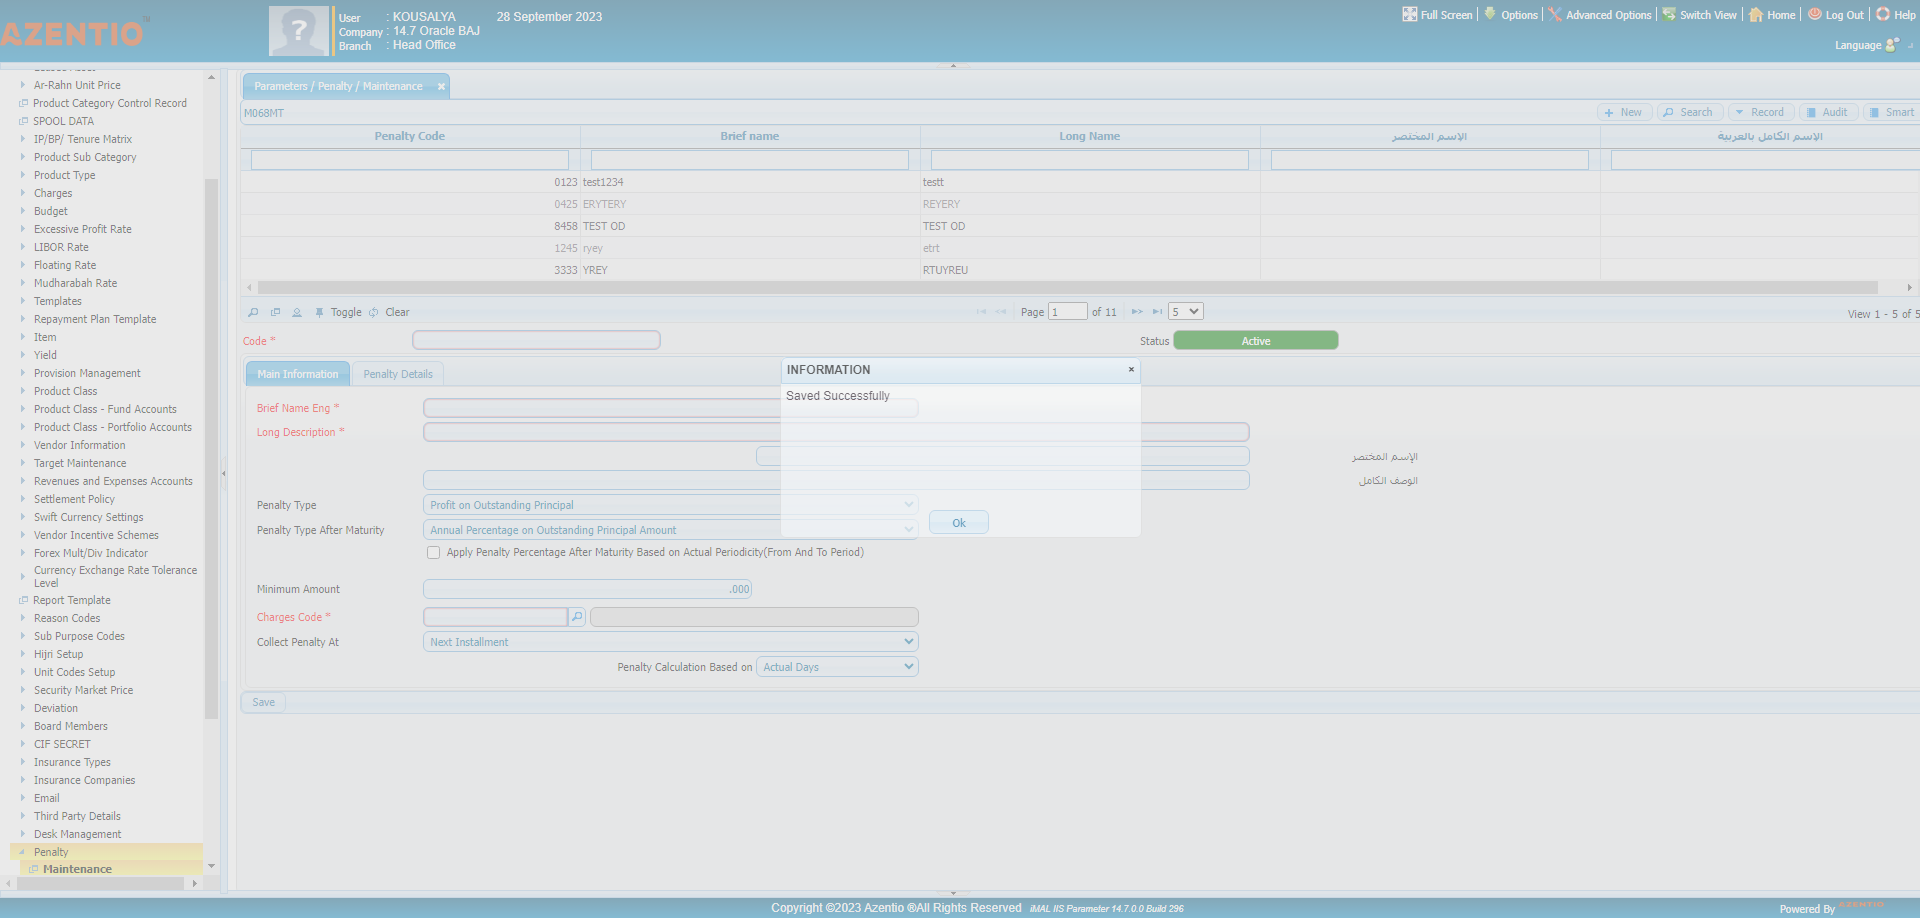 AZENTIO™
User : KOUSALYA 28 September 2023
Company : 14.7 Oracle BAJ
Branch : Head Office
Full Screen Options Advanced Options Switch View Home Log Out Help
Language
Ar-Rahn Unit Price
Product Category Control Record
SPOOL DATA
IP/BP/ Tenure Matrix
Product Sub Category
Product Type
Charges
Budget
Excessive Profit Rate
LIBOR Rate
Floating Rate
Mudharabah Rate
Templates
Repayment Plan Template
Item
Yield
Provision Management
Product Class
Product Class - Fund Accounts
Product Class - Portfolio Accounts
Vendor Information
Target Maintenance
Revenues and Expenses Accounts
Settlement Policy
Swift Currency Settings
Vendor Incentive Schemes
Forex Mult/Div Indicator
Currency Exchange Rate Tolerance
Level
Report Template
Reason Codes
Sub Purpose Codes
Hijri Setup
Unit Codes Setup
Security Market Price
Deviation
Board Members
CIF SECRET
Insurance Types
Insurance Companies
Email
Third Party Details
Desk Management
Penalty
Maintenance
Parameters / Penalty / Maintenance
M068MT
New Search Record Audit Smart
Penalty Code Brief name Long Name الإسم المختصر الإسم الكامل بالعربية
0123 test1234 testt
0425 ERYTERY REYERY
8458 TEST OD TEST OD
1245 ryey etrt
3333 YREY RTUYREU
Toggle Clear Page 1 of 11 5 View 1 - 5 of 5
Code * Status Active
Main Information Penalty Details
INFORMATION
Saved Successfully
Ok
Brief Name Eng *
Long Description *
الإسم المختصر
الوصف الكامل
Penalty Type Profit on Outstanding Principal
Penalty Type After Maturity Annual Percentage on Outstanding Principal Amount
Apply Penalty Percentage After Maturity Based on Actual Periodicity(From And To Period)
Minimum Amount .000
Charges Code *
Collect Penalty At Next Installment
Penalty Calculation Based on Actual Days
Save
Copyright ©2023 Azentio ®All Rights Reserved iMAL IIS Parameter 14.7.0.0 Build 296
Powered By AZENTIO